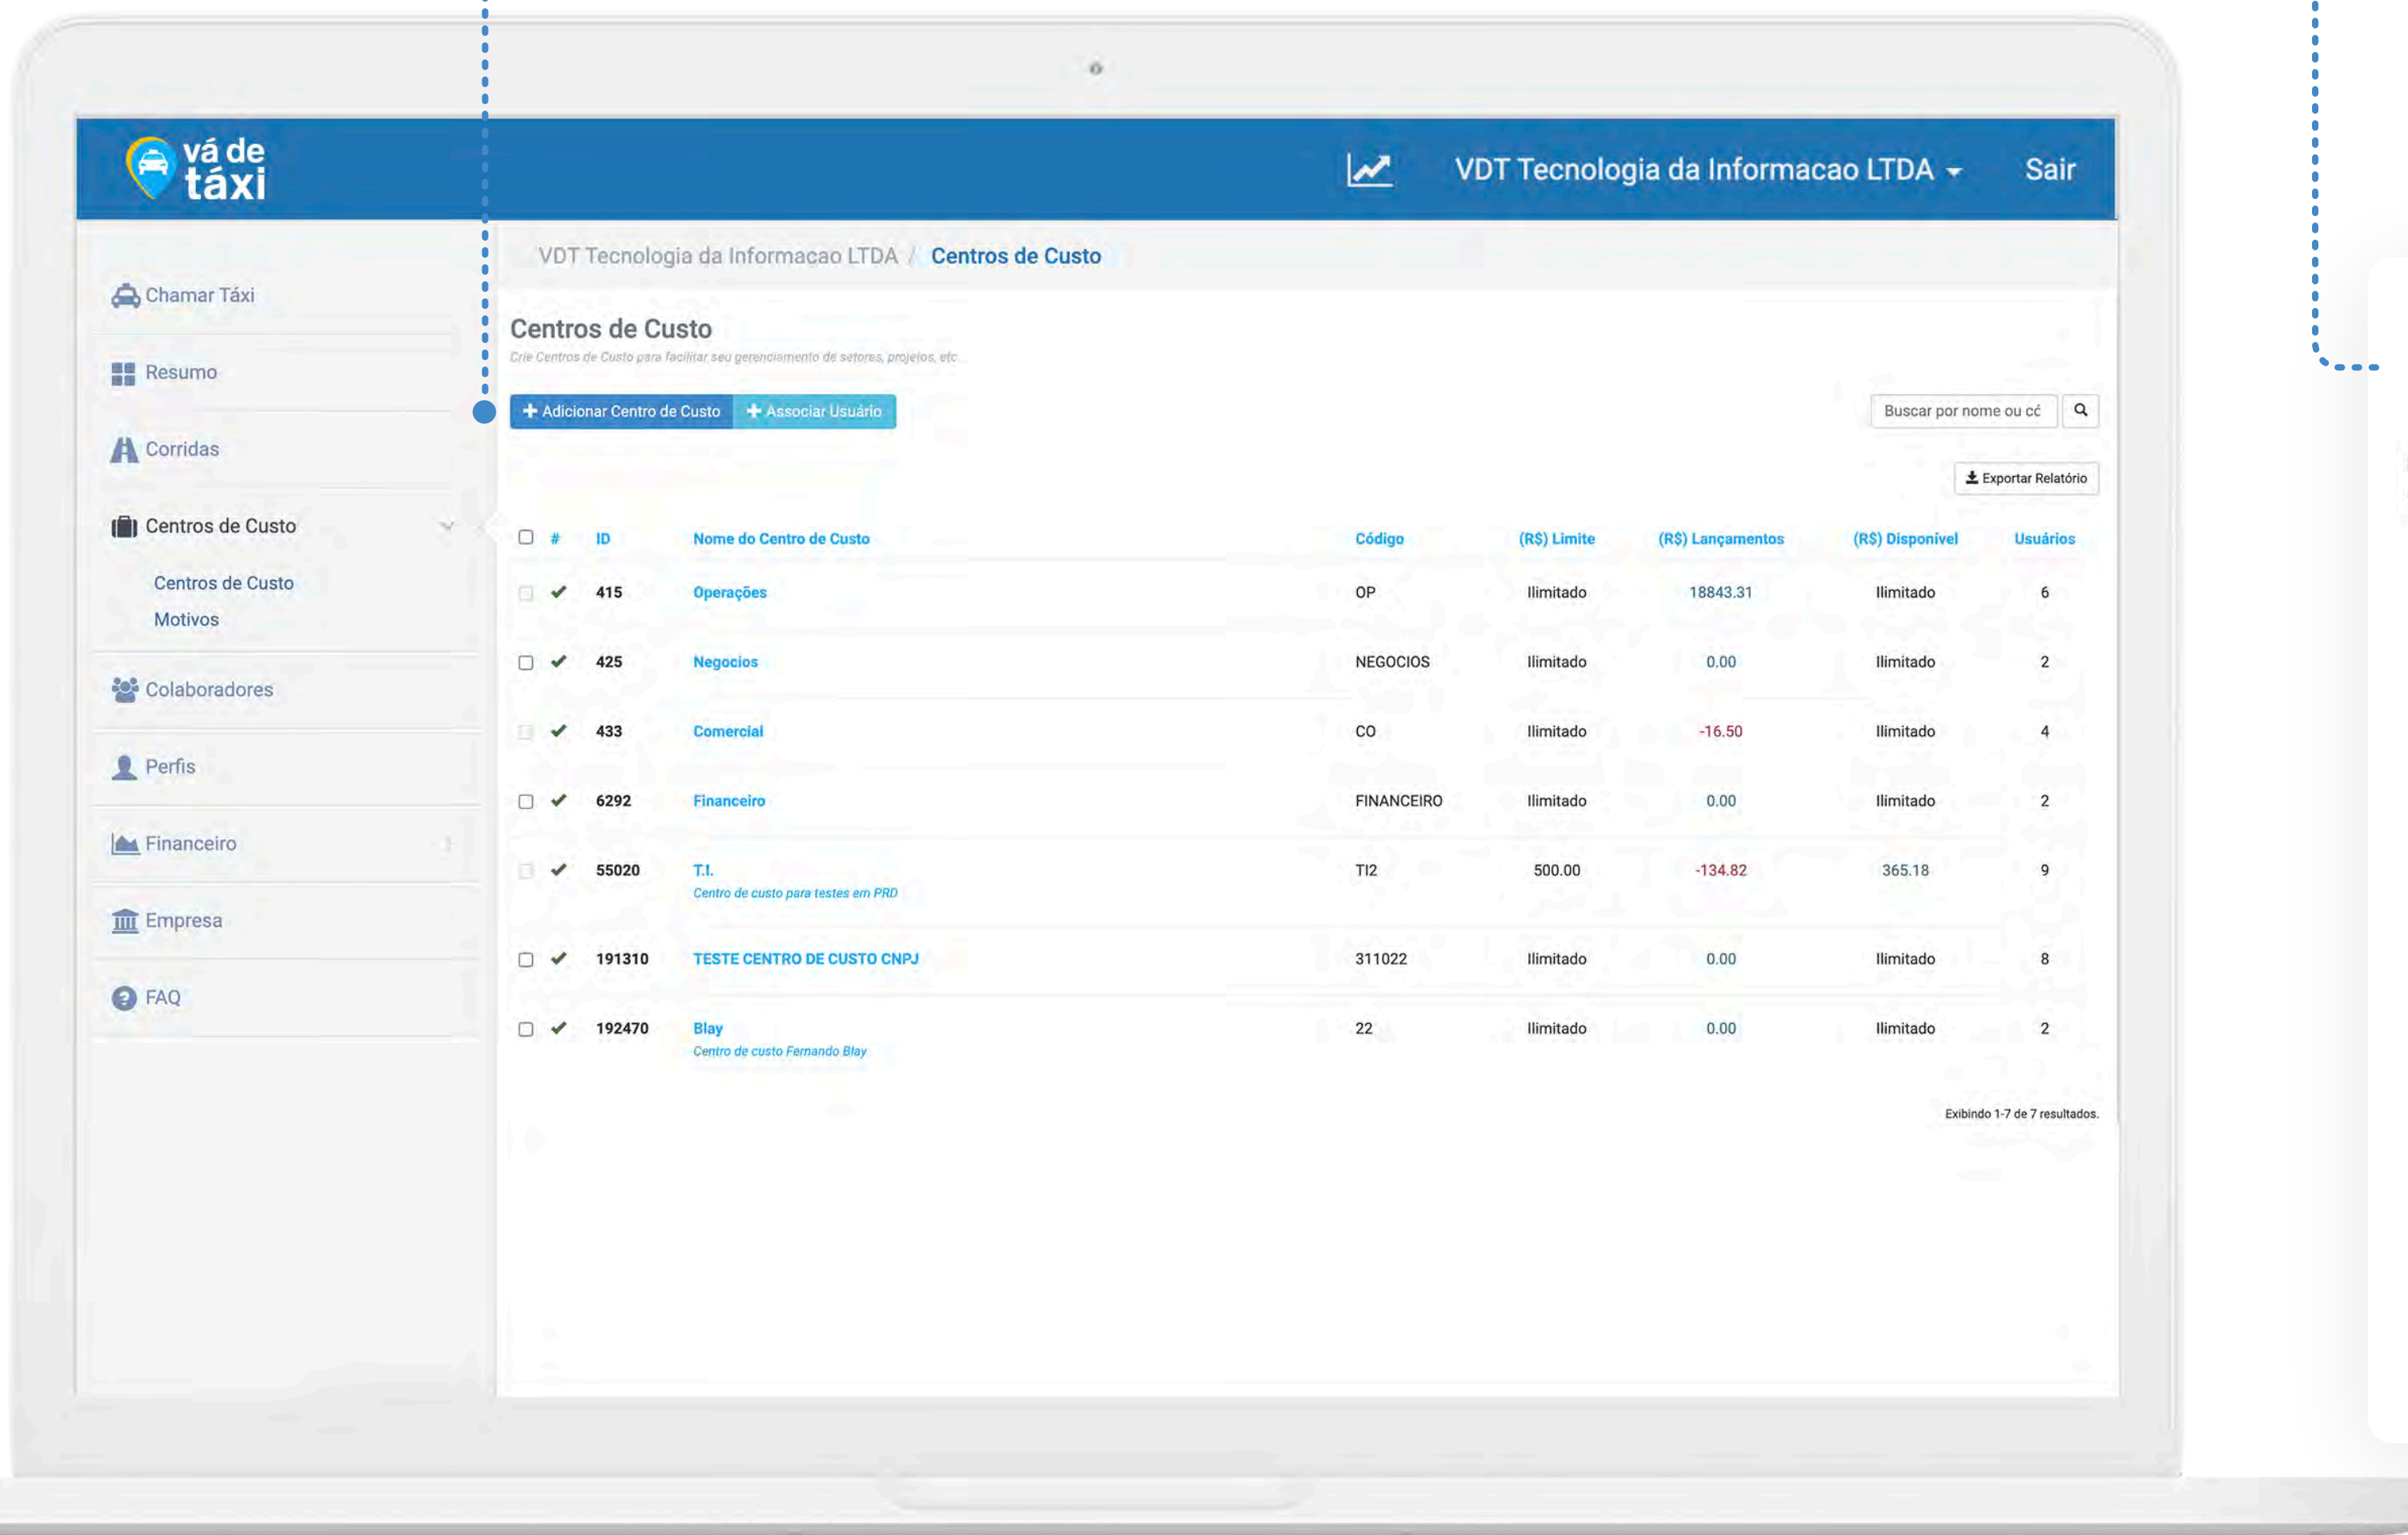 vá de
táxi
VDT Tecnologia da Informacao LTDA
Sair
VDT Tecnologia da Informacao LTDA / Centros de Custo
Chamar Táxi
Resumo
Corridas
Centros de Custo
Centros de Custo
Motivos
Colaboradores
Perfis
Financeiro
Empresa
FAQ
Centros de Custo
Crie Centros de Custo para facilitar seu gerenciamento de setores, projetos, etc...
+ Adicionar Centro de Custo + Associar Usuário
Buscar por nome ou có
Exportar Relatório
# ID Nome do Centro de Custo Código (R$) Limite (R$) Lançamentos (R$) Disponível Usuários
415 Operações OP Ilimitado 18843.31 Ilimitado 6
425 Negocios NEGOCIOS Ilimitado 0.00 Ilimitado 2
433 Comercial CO Ilimitado -16.50 Ilimitado 4
6292 Financeiro FINANCEIRO Ilimitado 0.00 Ilimitado 2
55020 T.I. TI2 500.00 -134.82 365.18 9
Centro de custo para testes em PRD
191310 TESTE CENTRO DE CUSTO CNPJ 311022 Ilimitado 0.00 Ilimitado 8
192470 Blay 22 Ilimitado 0.00 Ilimitado 2
Centro de custo Fernando Blay
Exibindo 1-7 de 7 resultados.